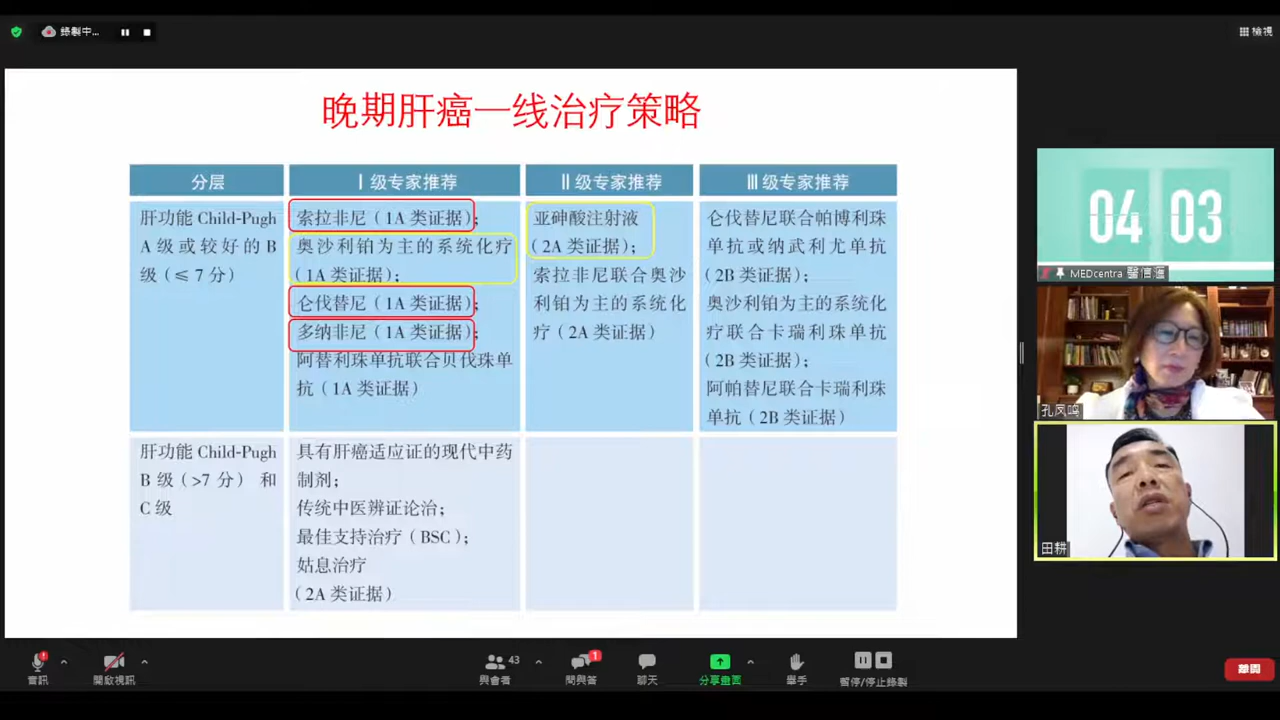 錄製中...
檢視
晚期肝癌一线治疗策略
分层
Ⅰ级专家推荐
Ⅱ级专家推荐
Ⅲ级专家推荐
肝功能 Child-Pugh
A 级或较好的 B
级(≤ 7 分)
索拉非尼(1A 类证据);
奥沙利铂为主的系统化疗
(1A 类证据);
仑伐替尼(1A 类证据);
多纳非尼(1A 类证据);
阿替利珠单抗联合贝伐珠单
抗(1A 类证据)
亚砷酸注射液
(2A 类证据);
索拉非尼联合奥沙
利铂为主的系统化
疗(2A 类证据)
仑伐替尼联合帕博利珠
单抗或纳武利尤单抗
(2B 类证据);
奥沙利铂为主的系统化
疗联合卡瑞利珠单抗
(2B 类证据);
阿帕替尼联合卡瑞利珠
单抗(2B 类证据)
肝功能 Child-Pugh
B 级(>7 分) 和
C 级
具有肝癌适应证的现代中药
制剂;
传统中医辨证论治;
最佳支持治疗(BSC);
姑息治疗
(2A 类证据)
04 03
MEDcentra 醫信滙
孔凤鸣
田耕
音訊
開啟視訊
43
與會者
1
問與答
聊天
分享畫面
舉手
暫停/停止錄製
離開